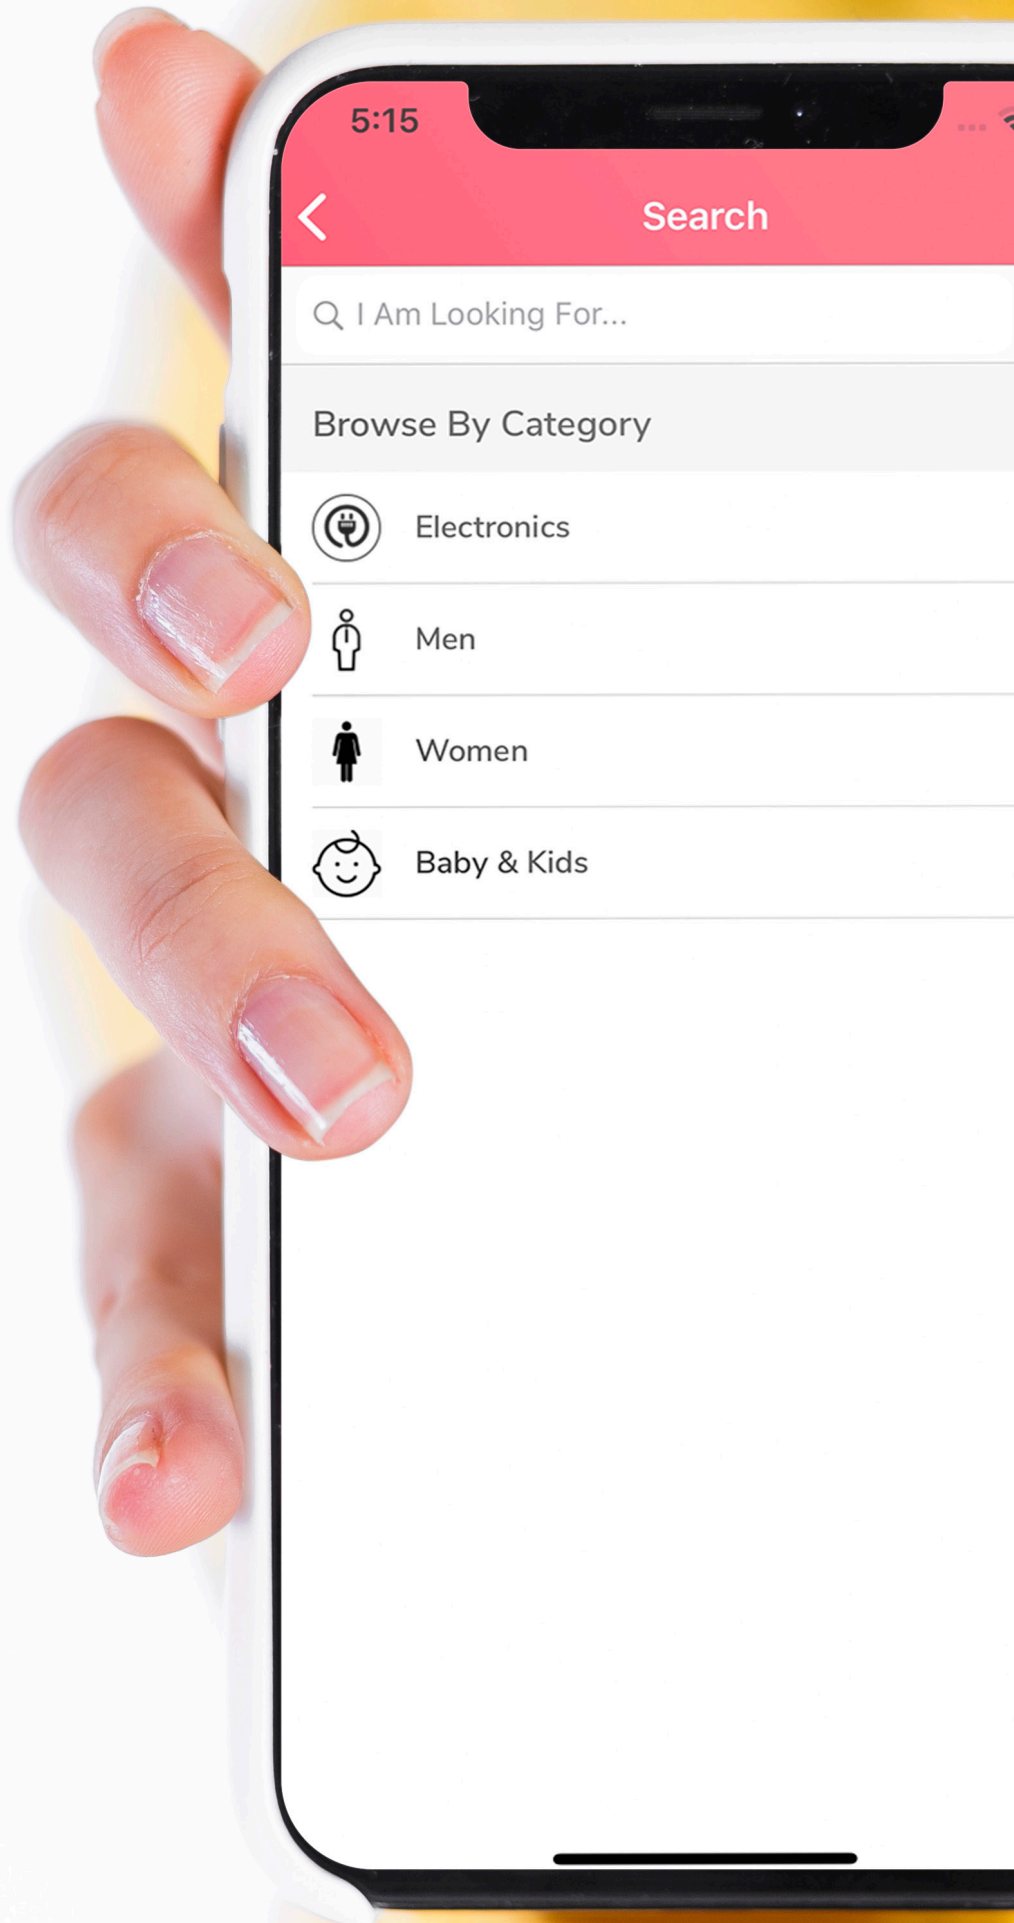 5:15
Search
I Am Looking For...
Browse By Category
Electronics
Men
Women
Baby & Kids